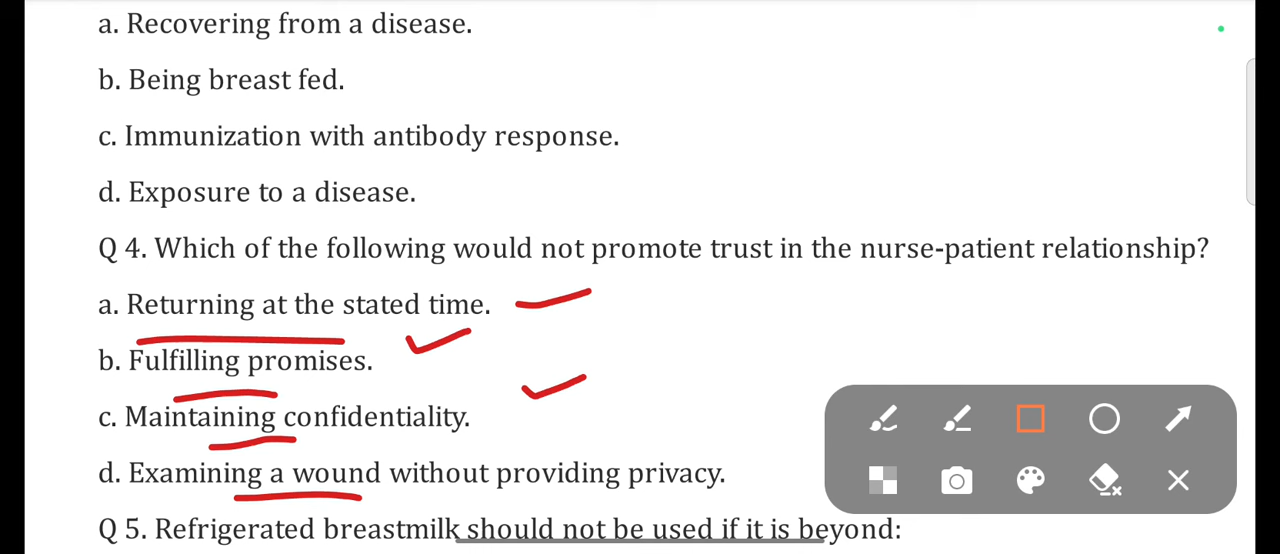 a. Recovering from a disease.
b. Being breast fed.
c. Immunization with antibody response.
d. Exposure to a disease.
Q 4. Which of the following would not promote trust in the nurse-patient relationship?
a. Returning at the stated time.
b. Fulfilling promises.
c. Maintaining confidentiality.
d. Examining a wound without providing privacy.
Q 5. Refrigerated breastmilk should not be used if it is beyond: